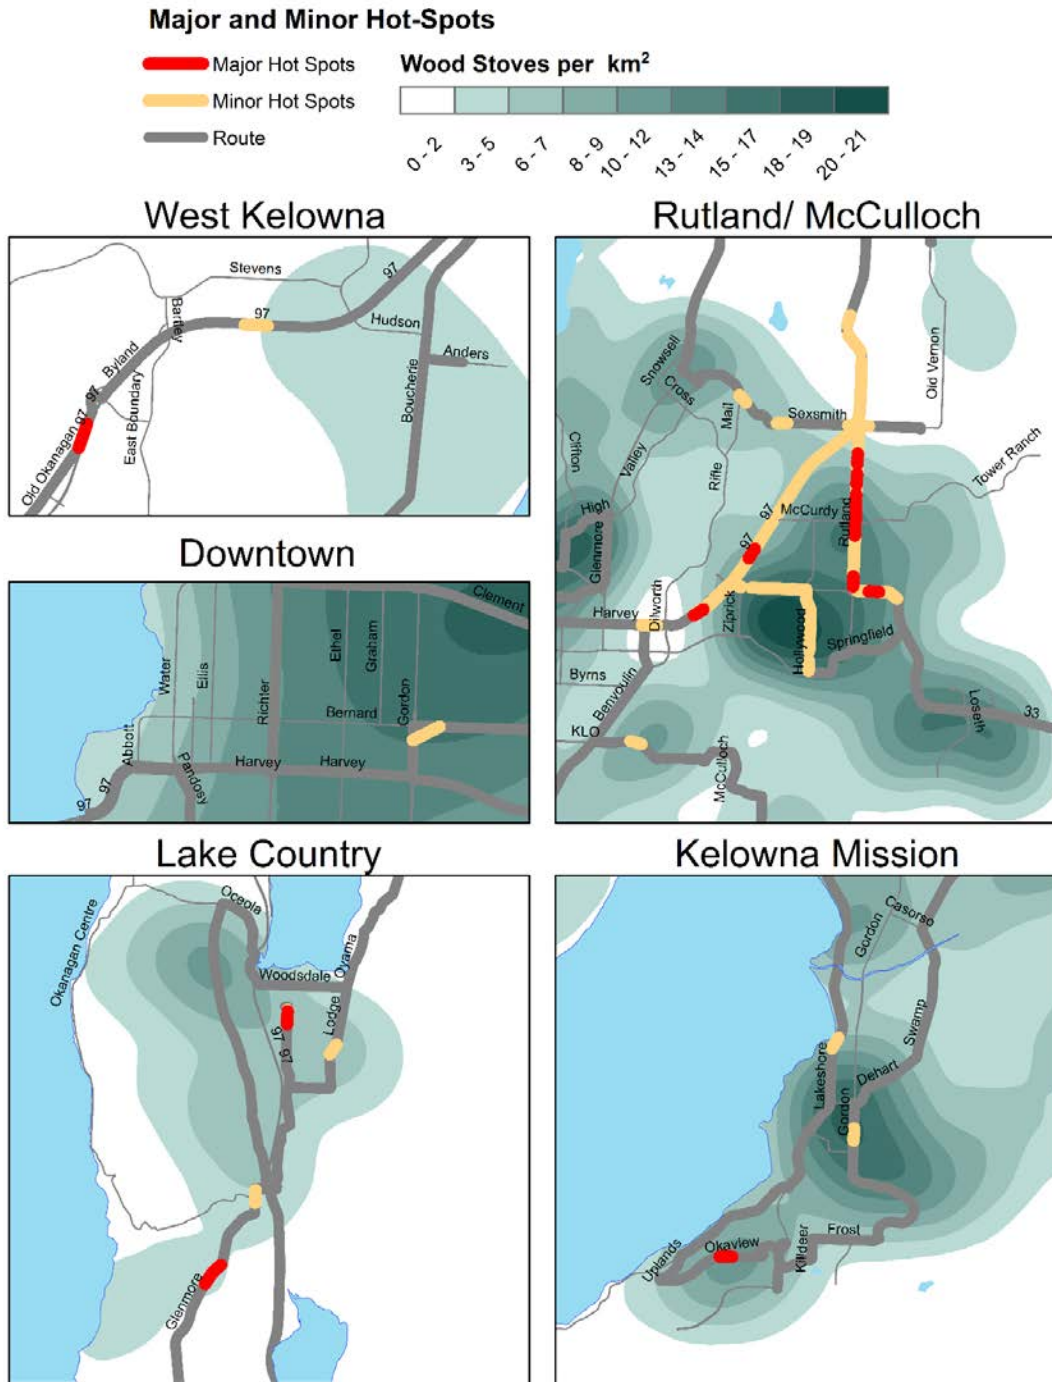 Major and Minor Hot-Spots
Major Hot Spots
Minor Hot Spots
Route
Wood Stoves per km²
0 - 2
3 - 5
6 - 7
8 - 9
10 - 12
13 - 14
15 - 17
18 - 19
20 - 21
West Kelowna
Stevens
97
97
Bartley
Hudson
Byland
Anders
97
97
East Boundary
Boucherie
Old Okanagan
Rutland/ McCulloch
Snowsell
Cross
Mail
Sexsmith
Old Vernon
Clifton
Valley
Rifle
Tower Ranch
High
97
McCurdy
Rutland
Glenmore
97
Harvey
Dilworth
Ziprick
Hollywood
Springfield
Byrns
Benvoulin
Loseth
33
KLO
McCulloch
Downtown
Clement
Water
Ellis
Ethel
Graham
Richter
Gordon
Bernard
Abbott
Pandosy
Harvey
Harvey
97
97
Lake Country
Okanagan Centre
Oceola
Woodsdale
Oyama
Lodge
97
97
Glenmore
Kelowna Mission
Casorso
Gordon
Swamp
Lakeshore
Dehart
Gordon
Frost
Okaview
Killdeer
Uplands